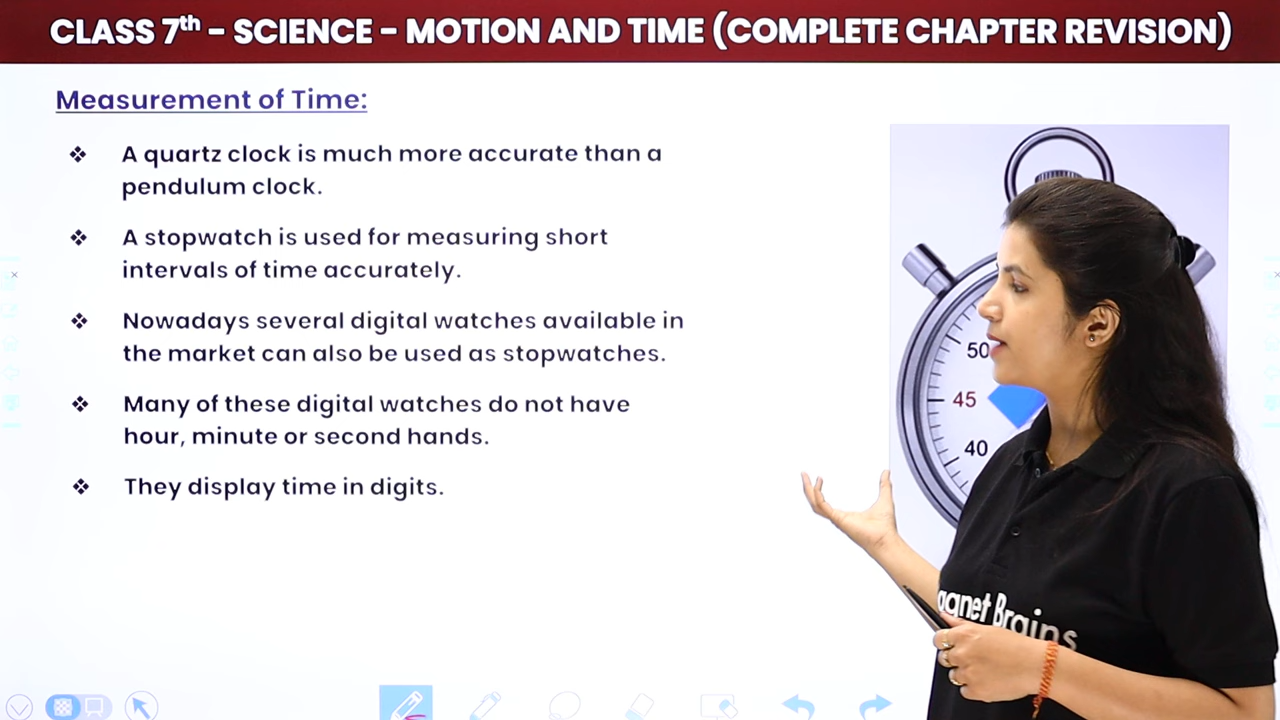 CLASS 7th – SCIENCE – MOTION AND TIME (COMPLETE CHAPTER REVISION)
Measurement of Time:
❖ A quartz clock is much more accurate than a
pendulum clock.
❖ A stopwatch is used for measuring short
intervals of time accurately.
❖ Nowadays several digital watches available in
the market can also be used as stopwatches.
❖ Many of these digital watches do not have
hour, minute or second hands.
❖ They display time in digits.
50
45
40
agnet Brains